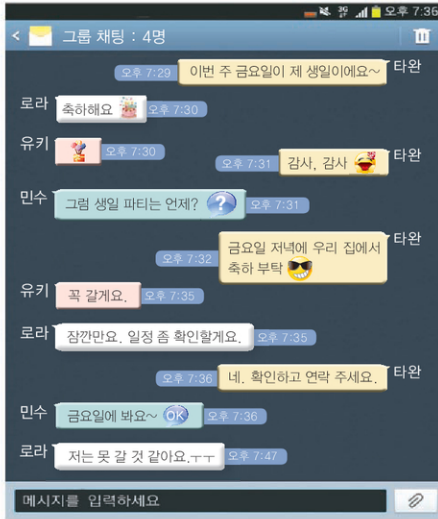 3G 오후 7:36
< 그룹 채팅 : 4명
오후 7:29 이번 주 금요일이 제 생일이에요~ 타완
로라 축하해요 오후 7:30
유키 오후 7:30
오후 7:31 감사, 감사 타완
민수 그럼 생일 파티는 언제? ? 오후 7:31
금요일 저녁에 우리 집에서 타완
오후 7:32 축하 부탁
유키 꼭 갈게요. 오후 7:35
로라 잠깐만요. 일정 좀 확인할게요. 오후 7:35
오후 7:36 네. 확인하고 연락 주세요. 타완
민수 금요일에 봐요~ OK 오후 7:36
로라 저는 못 갈 것 같아요.ㅜㅜ 오후 7:47
메시지를 입력하세요